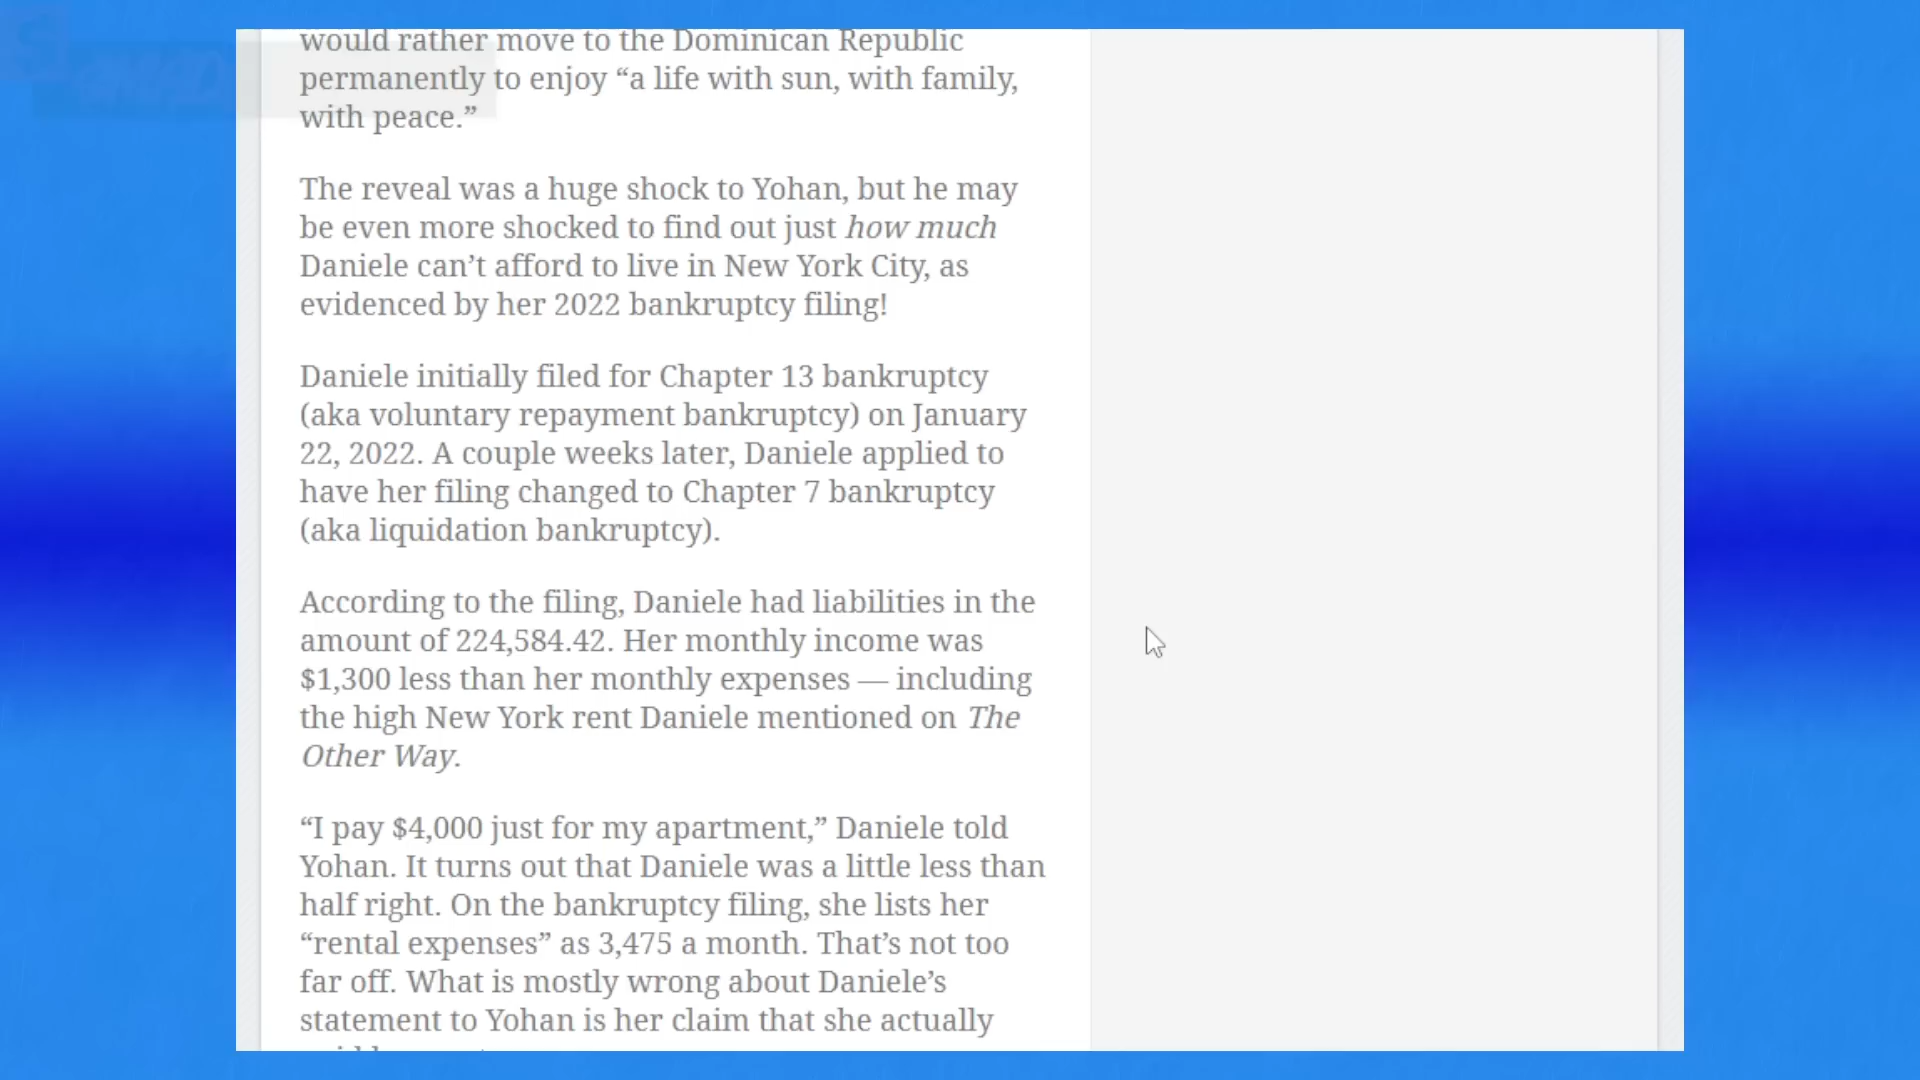 would rather move to the Dominican Republic
permanently to enjoy “a life with sun, with family,
with peace.”
The reveal was a huge shock to Yohan, but he may
be even more shocked to find out just how much
Daniele can’t afford to live in New York City, as
evidenced by her 2022 bankruptcy filing!
Daniele initially filed for Chapter 13 bankruptcy
(aka voluntary repayment bankruptcy) on January
22, 2022. A couple weeks later, Daniele applied to
have her filing changed to Chapter 7 bankruptcy
(aka liquidation bankruptcy).
According to the filing, Daniele had liabilities in the
amount of 224,584.42. Her monthly income was
$1,300 less than her monthly expenses — including
the high New York rent Daniele mentioned on The
Other Way.
“I pay $4,000 just for my apartment,” Daniele told
Yohan. It turns out that Daniele was a little less than
half right. On the bankruptcy filing, she lists her
“rental expenses” as 3,475 a month. That’s not too
far off. What is mostly wrong about Daniele’s
statement to Yohan is her claim that she actually